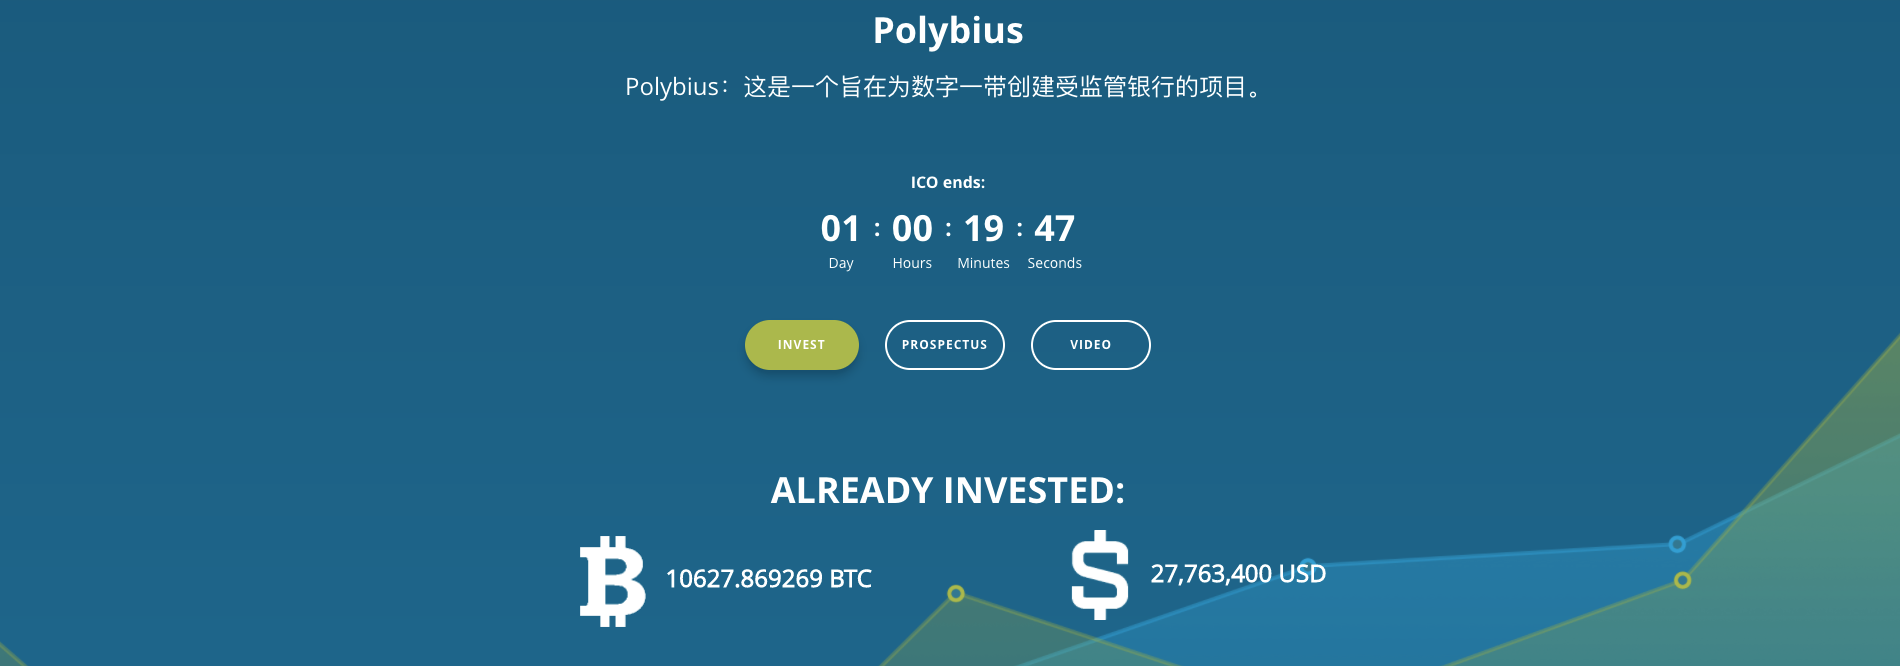 Polybius
Polybius：这是一个旨在为数字一带创建受监管银行的项目。
ICO ends:
01 : 00 : 19 : 47
Day Hours Minutes Seconds
INVEST PROSPECTUS VIDEO
ALREADY INVESTED:
10627.869269 BTC 27,763,400 USD